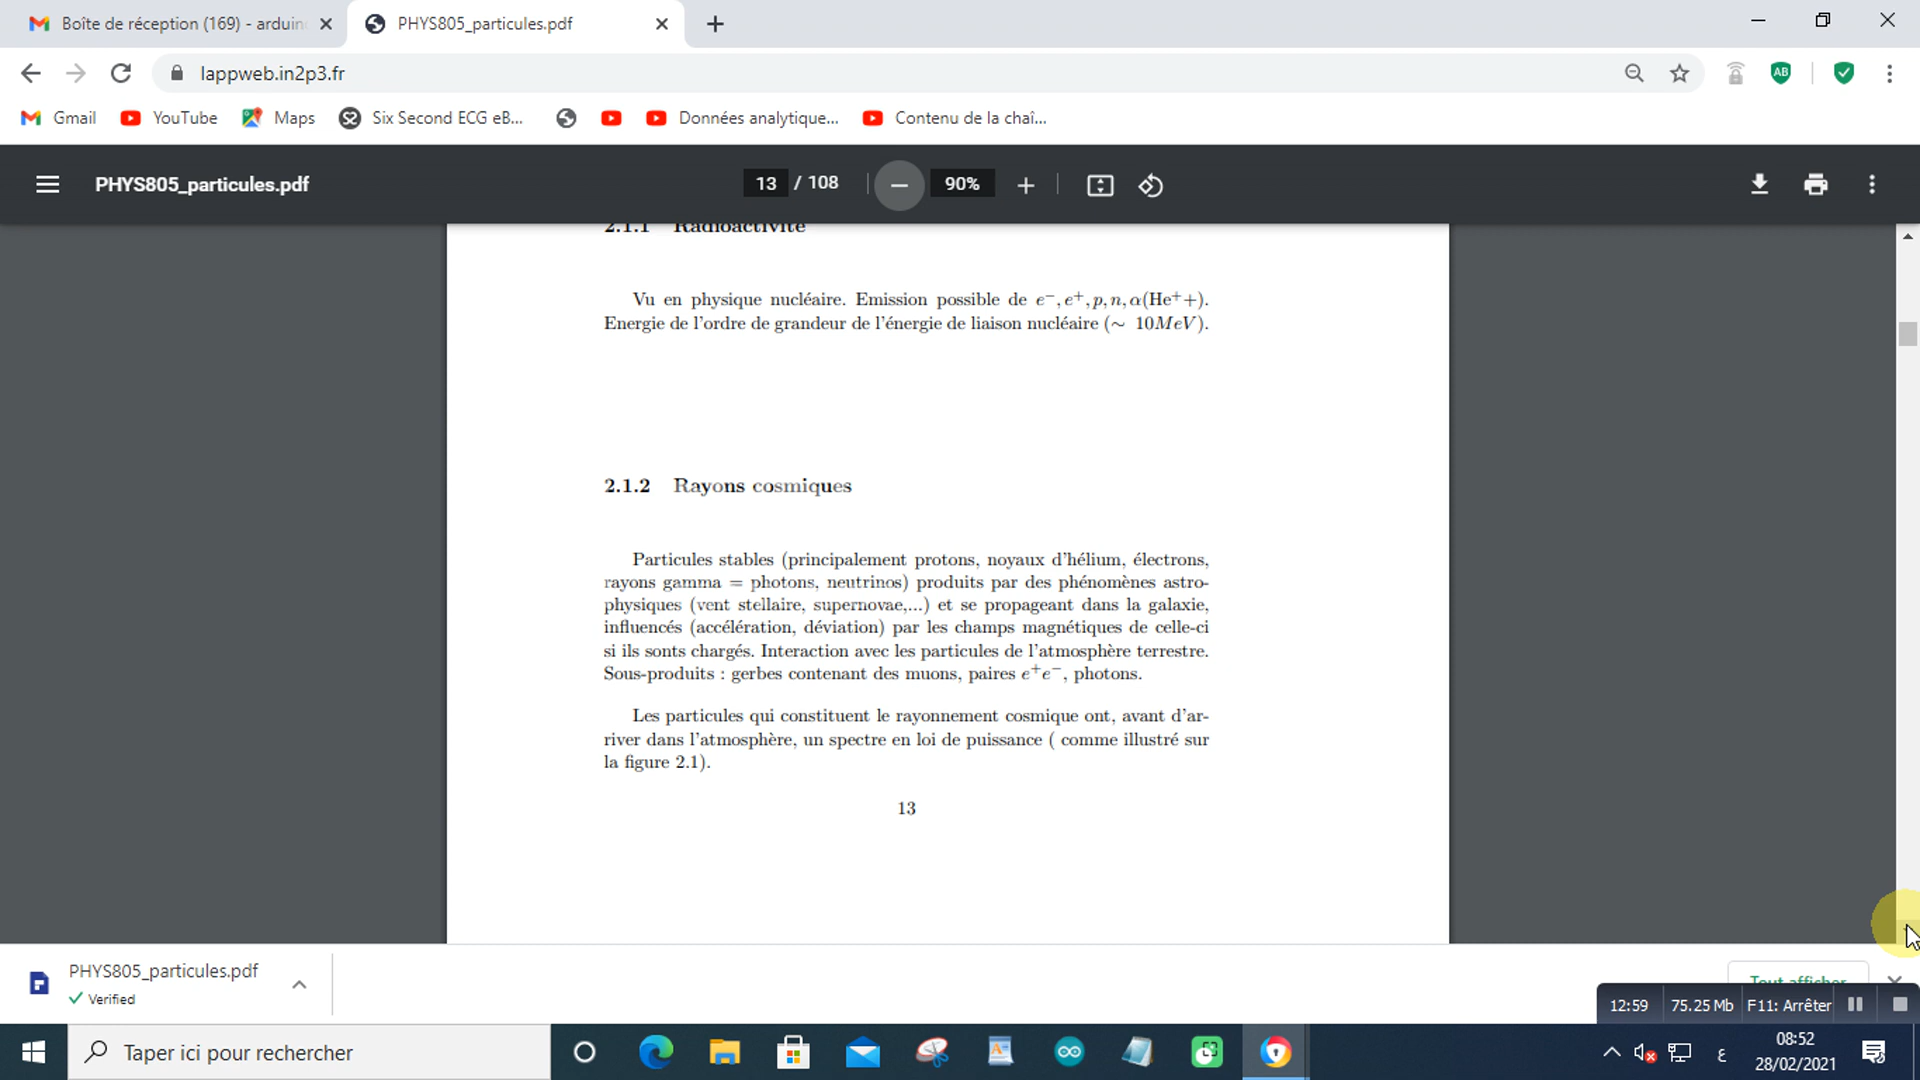 Boîte de réception (169) - arduin
PHYS805_particules.pdf
lappweb.in2p3.fr
AB
Gmail
YouTube
Maps
Six Second ECG eB...
Données analytique...
Contenu de la chaî...
PHYS805_particules.pdf
13 / 108
90%
2.1.1 Radioactivité
Vu en physique nucléaire. Emission possible de e⁻, e⁺, p, n, α(He⁺+).
Energie de l'ordre de grandeur de l'énergie de liaison nucléaire (∼ 10MeV).
2.1.2 Rayons cosmiques
Particules stables (principalement protons, noyaux d'hélium, électrons,
rayons gamma = photons, neutrinos) produits par des phénomènes astro-
physiques (vent stellaire, supernovae,...) et se propageant dans la galaxie,
influencés (accélération, déviation) par les champs magnétiques de celle-ci
si ils sonts chargés. Interaction avec les particules de l'atmosphère terrestre.
Sous-produits : gerbes contenant des muons, paires e⁺e⁻, photons.
Les particules qui constituent le rayonnement cosmique ont, avant d'ar-
river dans l'atmosphère, un spectre en loi de puissance ( comme illustré sur
la figure 2.1).
13
PHYS805_particules.pdf
Verified
Tout afficher
12:59
75.25 Mb
F11: Arrêter
Taper ici pour rechercher
ع
08:52
28/02/2021